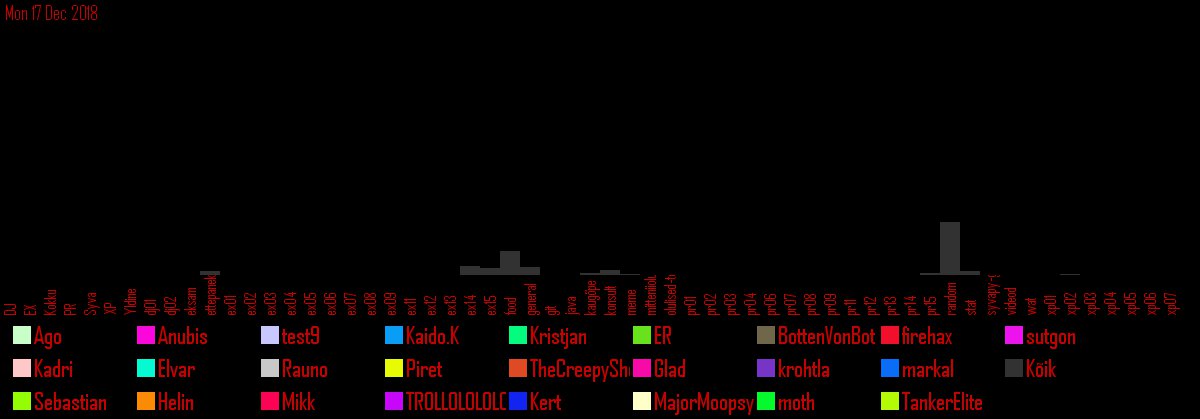 Mon 17 Dec 2018
DJ EX Kokku PR Syva XP Yldine dj01 dj02 eksam ettepanek ex01 ex02 ex03 ex04 ex05 ex06 ex07 ex08 ex09 ex11 ex12 ex13 ex14 ex15 food general git java kaugõpe konsult meme pr01 pr02 pr03 pr04 pr06 pr07 pr08 pr09 pr11 pr12 pr13 pr14 pr15 random stat videod wat xp01 xp02 xp03 xp04 xp05 xp06 xp07
Ago Anubis test9 Kaido.K Kristjan ER BottenVonBot firehax sutgon
Kadri Elvar Rauno Piret TheCreepySh Glad krohtla markal Kõik
Sebastian Helin Mikk TROLLOLOLOLO Kert MajorMoopsy moth TankerElite